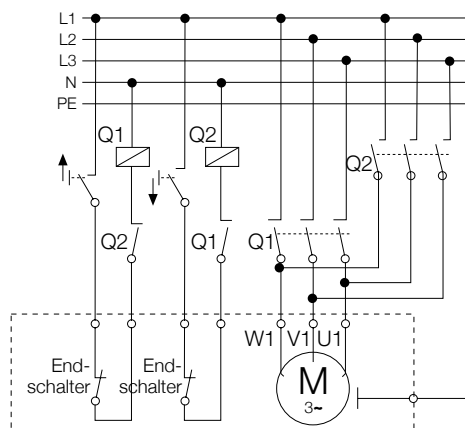 L1
L2
L3
N
PE
Q1
Q2
Q2
Q2
Q1
Q1
W1
V1
U1
End-
schalter
End-
schalter
M
3~